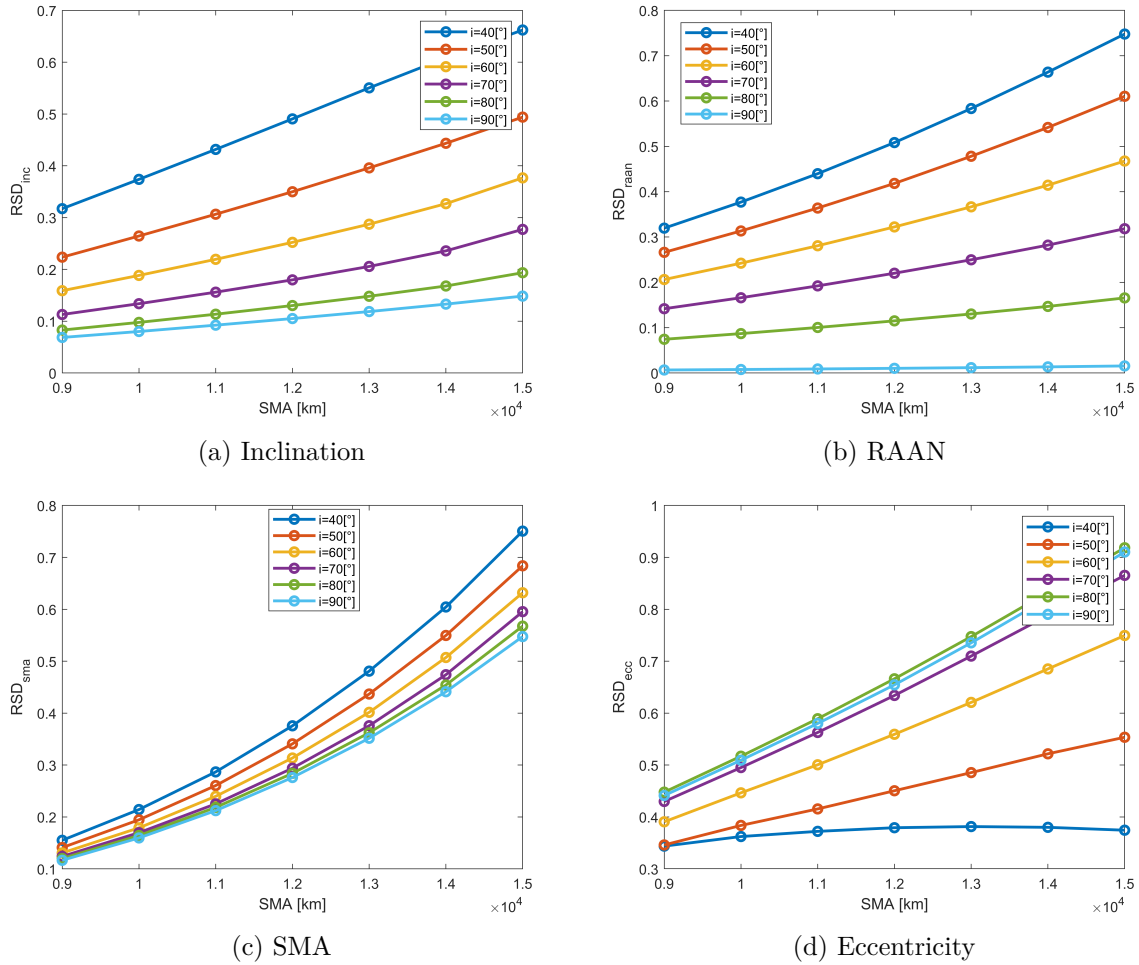 0.7
0.6
0.5
0.4
0.3
0.2
0.1
0
RSD_inc
i=40[°]
i=50[°]
i=60[°]
i=70[°]
i=80[°]
i=90[°]
0.9 1 1.1 1.2 1.3 1.4 1.5
SMA [km]
×10^4
(a) Inclination
0.8
0.7
0.6
0.5
0.4
0.3
0.2
0.1
0
RSD_raan
i=40[°]
i=50[°]
i=60[°]
i=70[°]
i=80[°]
i=90[°]
0.9 1 1.1 1.2 1.3 1.4 1.5
SMA [km]
×10^4
(b) RAAN
0.8
0.7
0.6
0.5
0.4
0.3
0.2
0.1
RSD_sma
i=40[°]
i=50[°]
i=60[°]
i=70[°]
i=80[°]
i=90[°]
0.9 1 1.1 1.2 1.3 1.4 1.5
SMA [km]
×10^4
(c) SMA
1
0.9
0.8
0.7
0.6
0.5
0.4
0.3
RSD_ecc
i=40[°]
i=50[°]
i=60[°]
i=70[°]
i=80[°]
i=90[°]
0.9 1 1.1 1.2 1.3 1.4 1.5
SMA [km]
×10^4
(d) Eccentricity